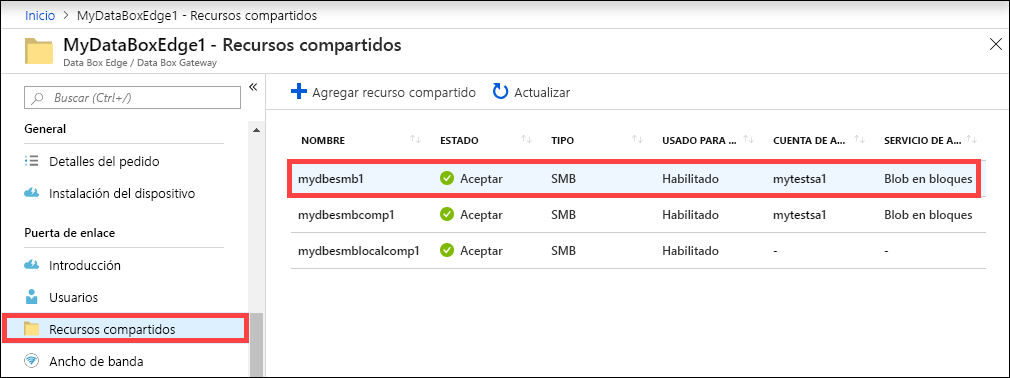 Inicio > MyDataBoxEdge1 - Recursos compartidos
MyDataBoxEdge1 - Recursos compartidos
Data Box Edge / Data Box Gateway
Buscar (Ctrl+/)
General
Detalles del pedido
Instalación del dispositivo
Puerta de enlace
Introducción
Usuarios
Recursos compartidos
Ancho de banda
Agregar recurso compartido Actualizar
NOMBRE ESTADO TIPO USADO PARA ... CUENTA DE A... SERVICIO DE A...
mydbesmb1 Aceptar SMB Habilitado mytestsa1 Blob en bloques
mydbesmbcomp1 Aceptar SMB Habilitado mytestsa1 Blob en bloques
mydbesmblocalcomp1 Aceptar SMB Habilitado - -